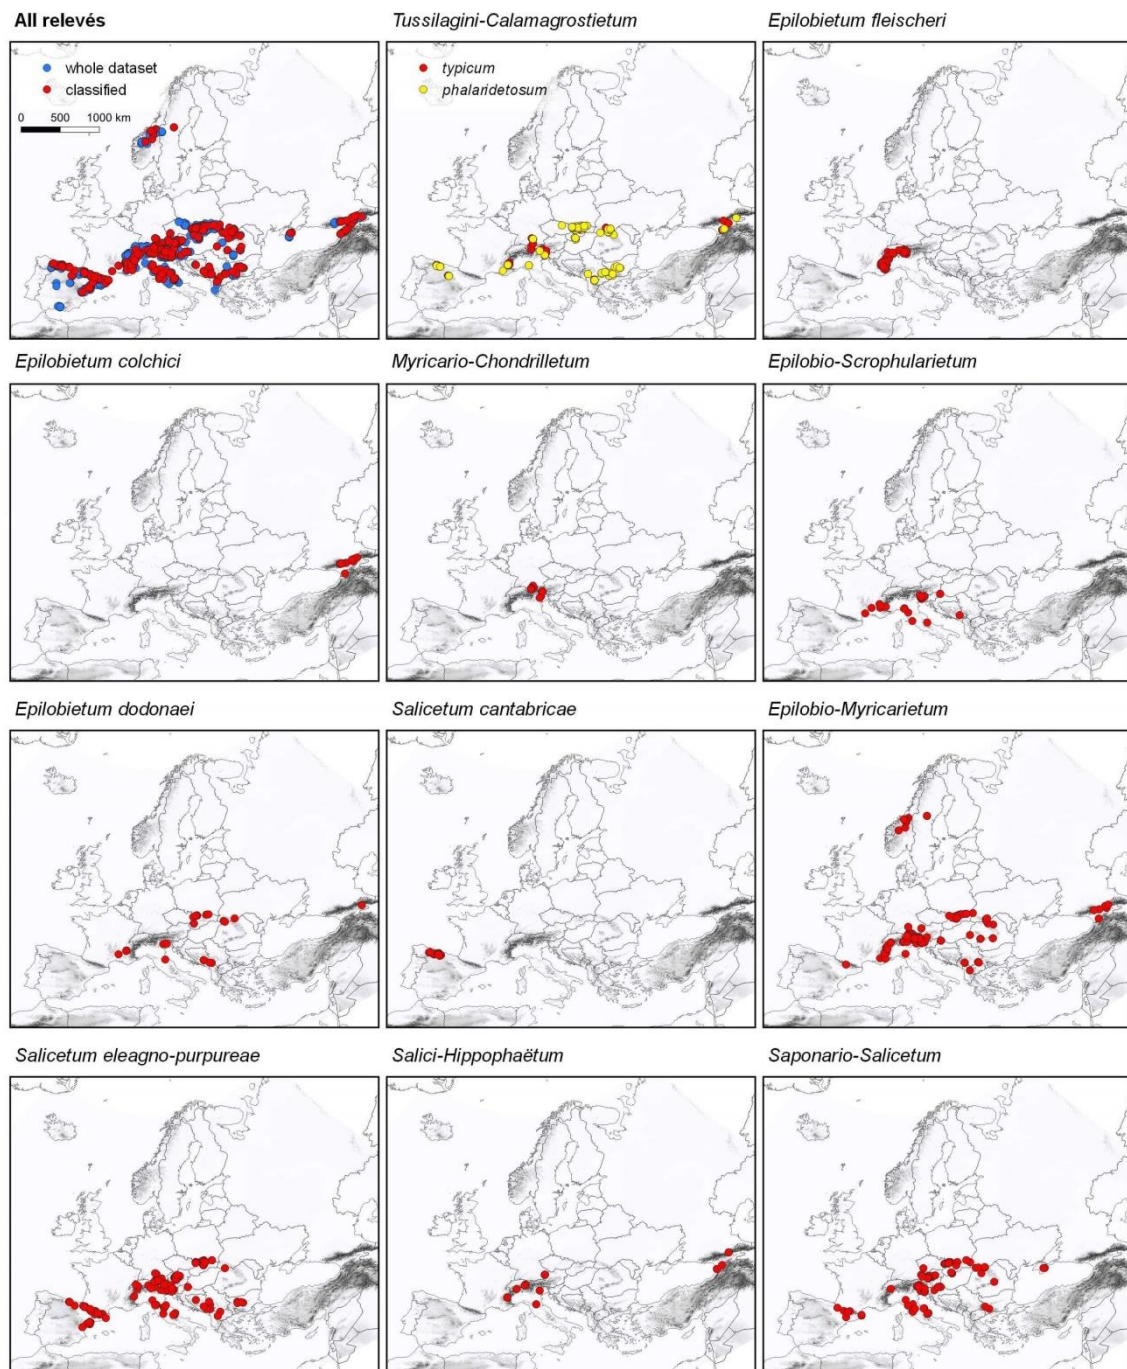 All relevés
Tussilagini-Calamagrostietum
Epilobietum fleischeri
whole dataset
classified
0 500 1000 km
typicum
phalaridetosum
Epilobietum colchici
Myricario-Chondrilletum
Epilobio-Scrophularietum
Epilobietum dodonaei
Salicetum cantabricae
Epilobio-Myricarietum
Salicetum eleagno-purpureae
Salici-Hippophaëtum
Saponario-Salicetum